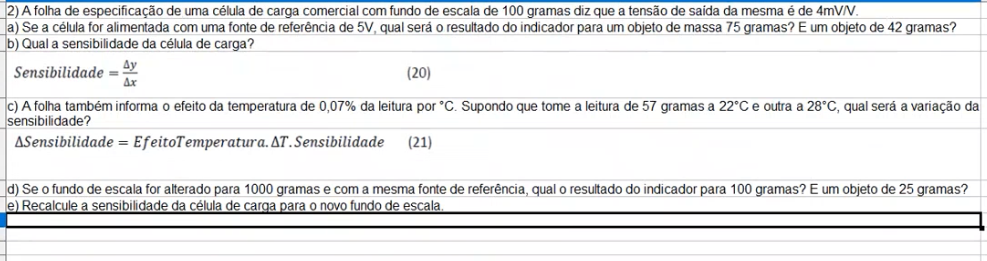 2) A folha de especificação de uma célula de carga comercial com fundo de escala de 100 gramas diz que a tensão de saída da mesma é de 4mV/V.
a) Se a célula for alimentada com uma fonte de referência de 5V, qual será o resultado do indicador para um objeto de massa 75 gramas? E um objeto de 42 gramas?
b) Qual a sensibilidade da célula de carga?
Sensibilidade = Δy/Δx (20)
c) A folha também informa o efeito da temperatura de 0,07% da leitura por °C. Supondo que tome a leitura de 57 gramas a 22°C e outra a 28°C, qual será a variação da
sensibilidade?
ΔSensibilidade = EfeitoTemperatura. ΔT. Sensibilidade (21)
d) Se o fundo de escala for alterado para 1000 gramas e com a mesma fonte de referência, qual o resultado do indicador para 100 gramas? E um objeto de 25 gramas?
e) Recalcule a sensibilidade da célula de carga para o novo fundo de escala.